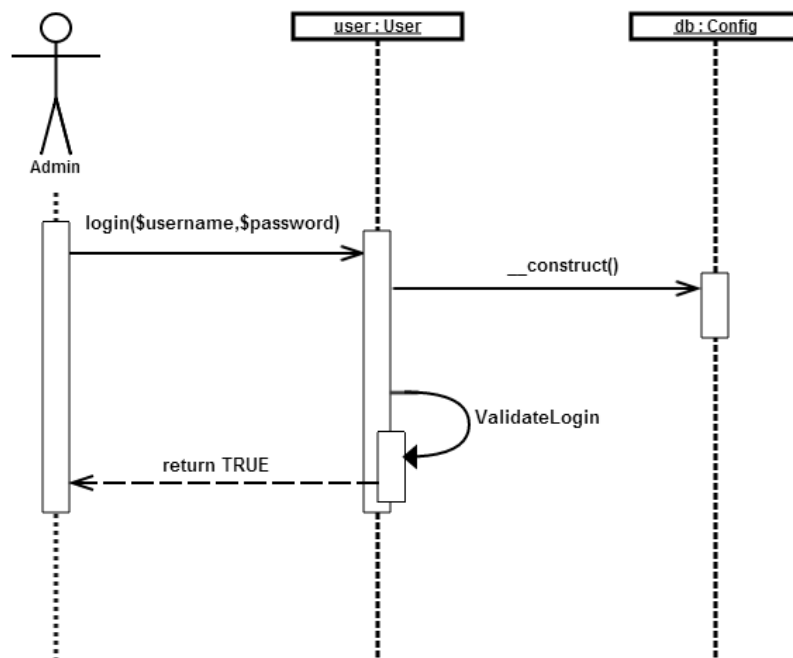 user : User
db : Config
Admin
login($username,$password)
__construct()
ValidateLogin
return TRUE